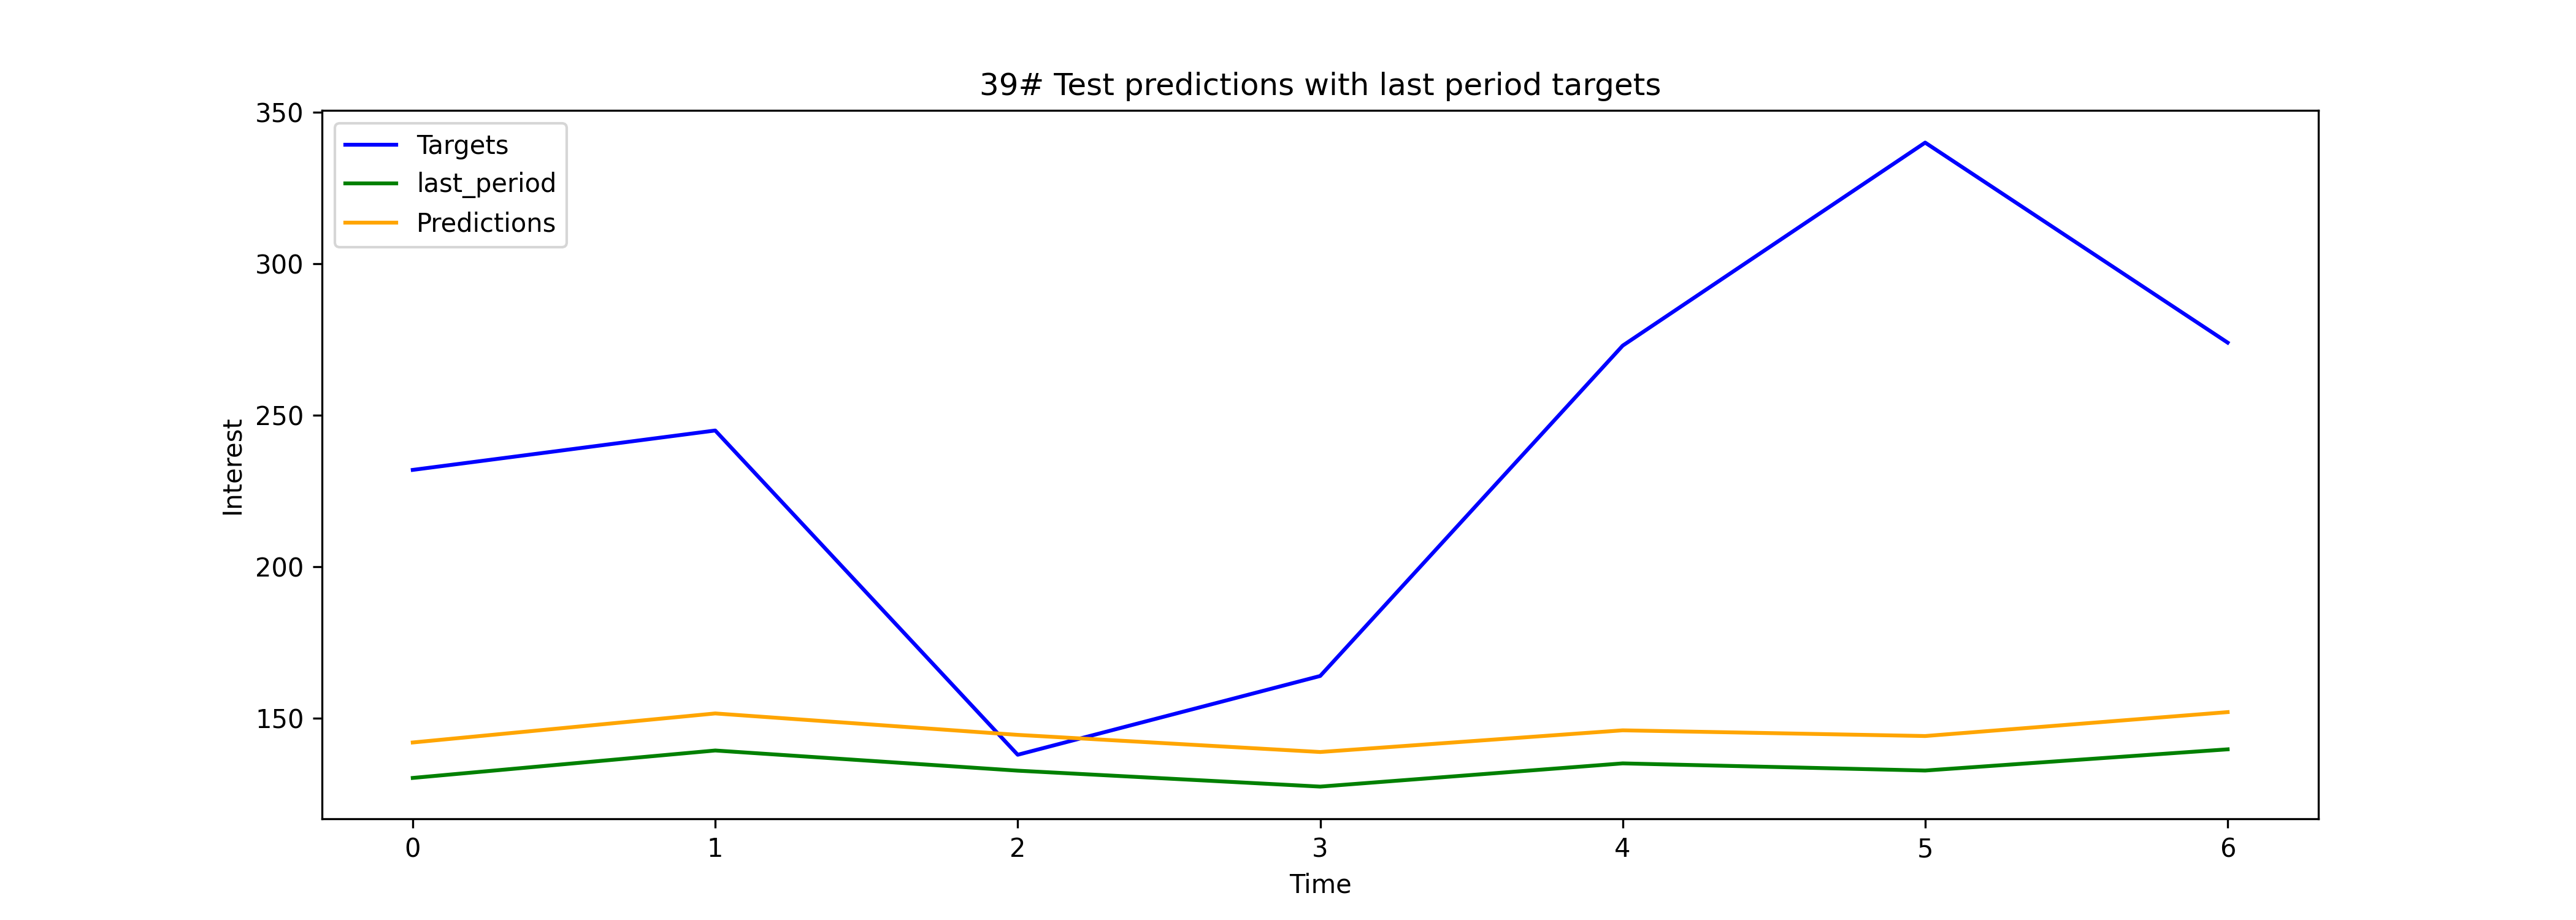 39# Test predictions with last period targets
Targets
last_period
Predictions
350
300
250
200
150
Interest
0 1 2 3 4 5 6
Time